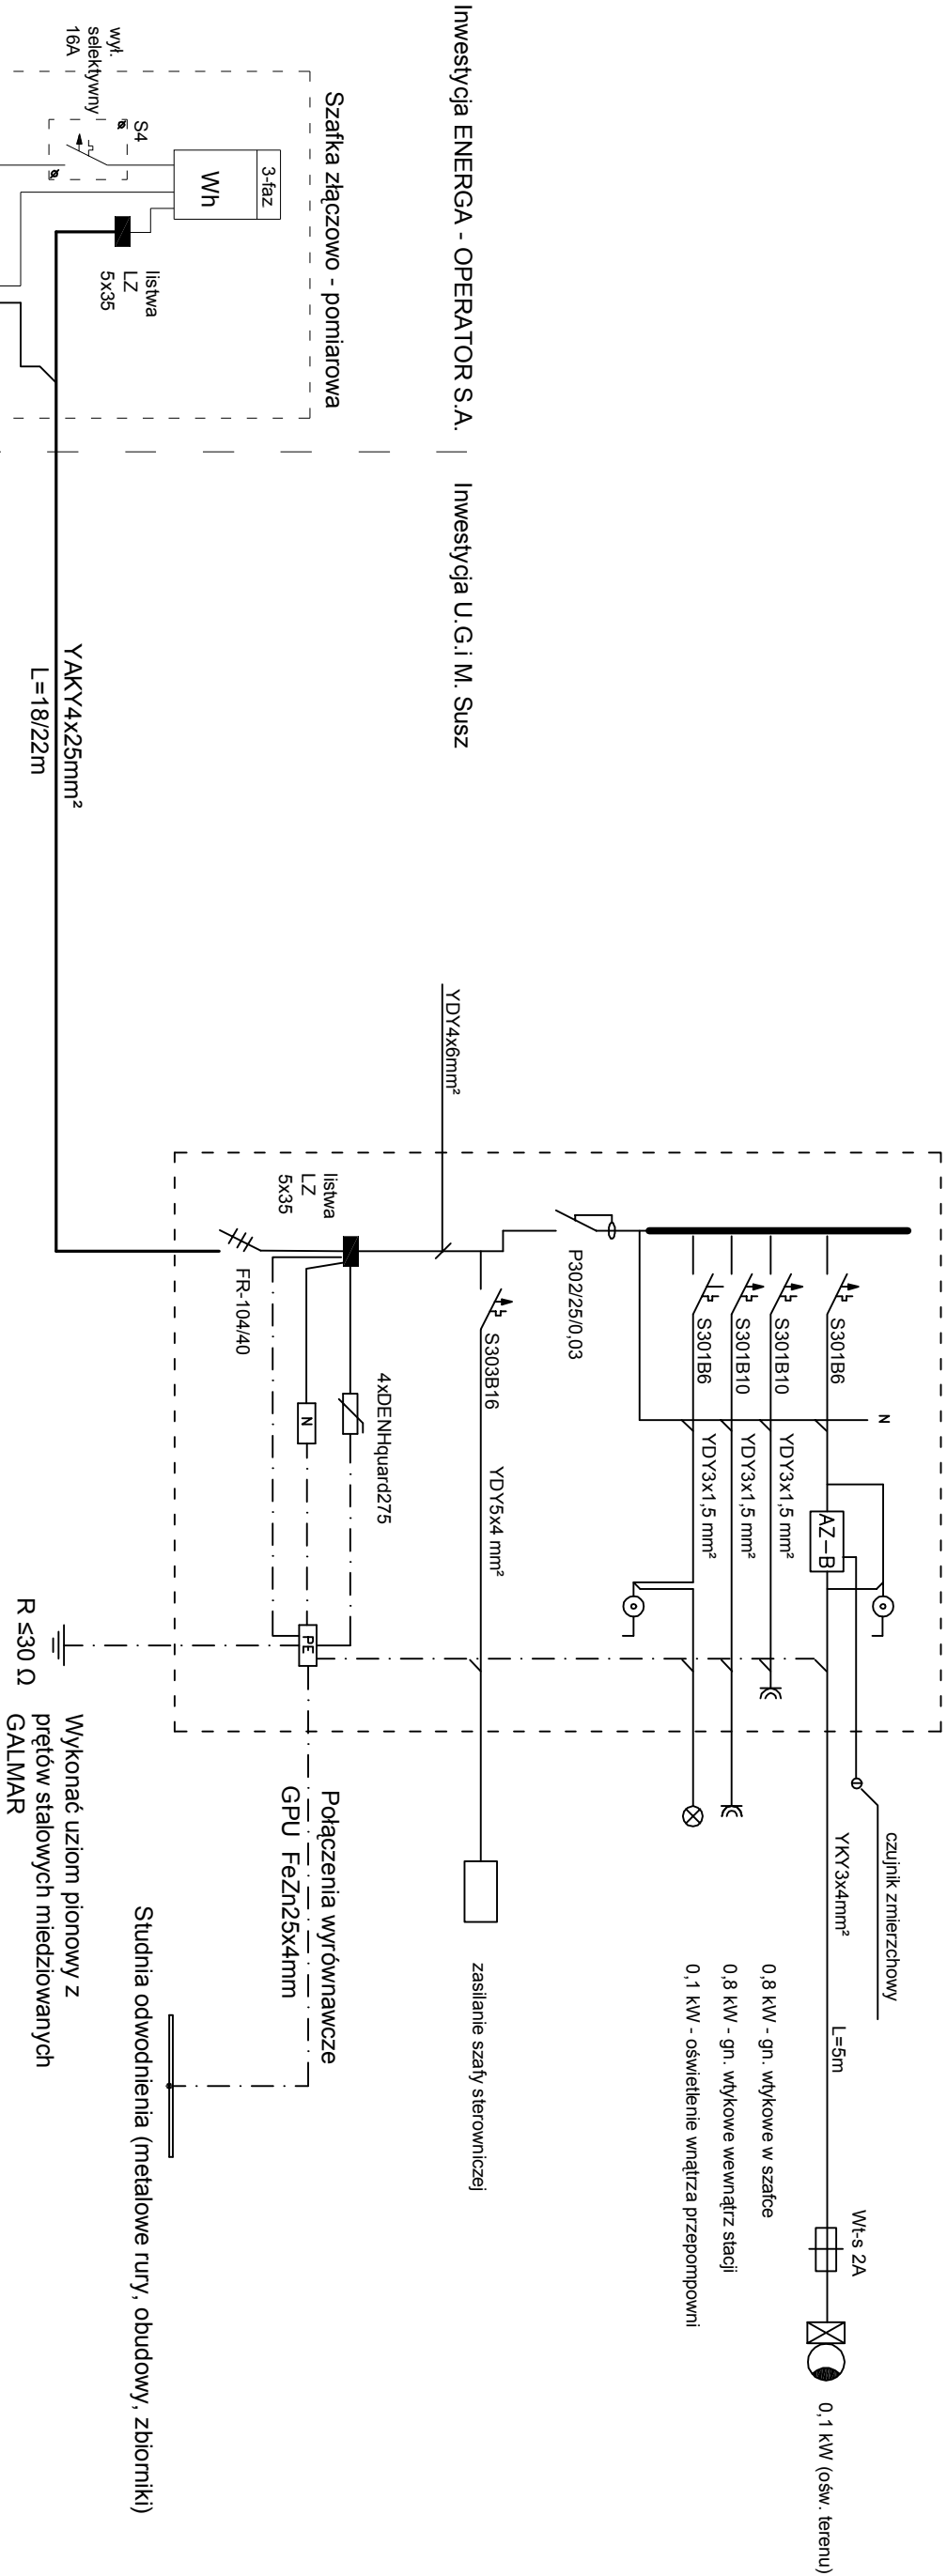 Inwestycja ENERGA - OPERATOR S.A.
Inwestycja U.G.i M. Susz
Szafka złączowo - pomiarowa
3-faz
Wh
S4
wył.
selektywny
16A
listwa
LZ
5x35
YAKY4x25mm²
L=18/22m
YDY4x6mm²
listwa
LZ
5x35
FR-104/40
P302/25/0,03
S301B6
S301B10
S301B10
S301B6
S303B16
N
YDY3x1,5 mm²
YDY3x1,5 mm²
YDY3x1,5 mm²
YDY5x4 mm²
AZ-B
4xDENHquard275
N
PE
czujnik zmierzchowy
YKY3x4mm²
L=5m
Wt-s 2A
0,1 kW (ośw. terenu)
0,8 kW - gn. wtykowe w szafce
0,8 kW - gn. wtykowe wewnątrz stacji
0,1 kW - oświetlenie wnątrza przepompowni
zasilanie szafy sterowniczej
Połączenia wyrównawcze
GPU FeZn25x4mm
Studnia odwodnienia (metalowe rury, obudowy, zbiorniki)
R ≤30 Ω
Wykonać uziom pionowy z
prętów stalowych miedziowanych
GALMAR